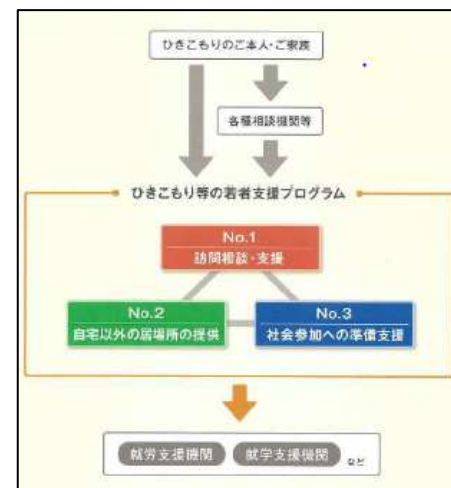 ひきこもりのご本人・ご家族
各種相談機関等
ひきこもり等の若者支援プログラム
No.1
訪問相談・支援
No.2
自宅以外の居場所の提供
No.3
社会参加への準備支援
就労支援機関 就学支援機関 など